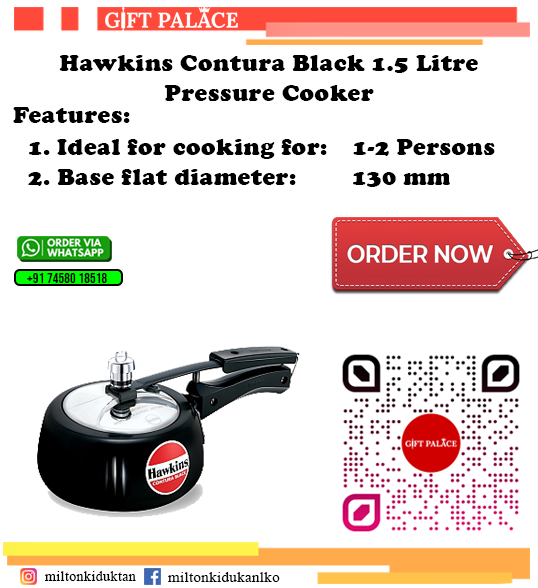 GIFT PALACE
Hawkins Contura Black 1.5 Litre
Pressure Cooker
Features:
1. Ideal for cooking for: 1-2 Persons
2. Base flat diameter: 130 mm
ORDER VIA
WHATSAPP
+91 74580 18518
ORDER NOW
Hawkins
CONTURA BLACK
GIFT PALACE
miltonkiduktan miltonkidukanlko